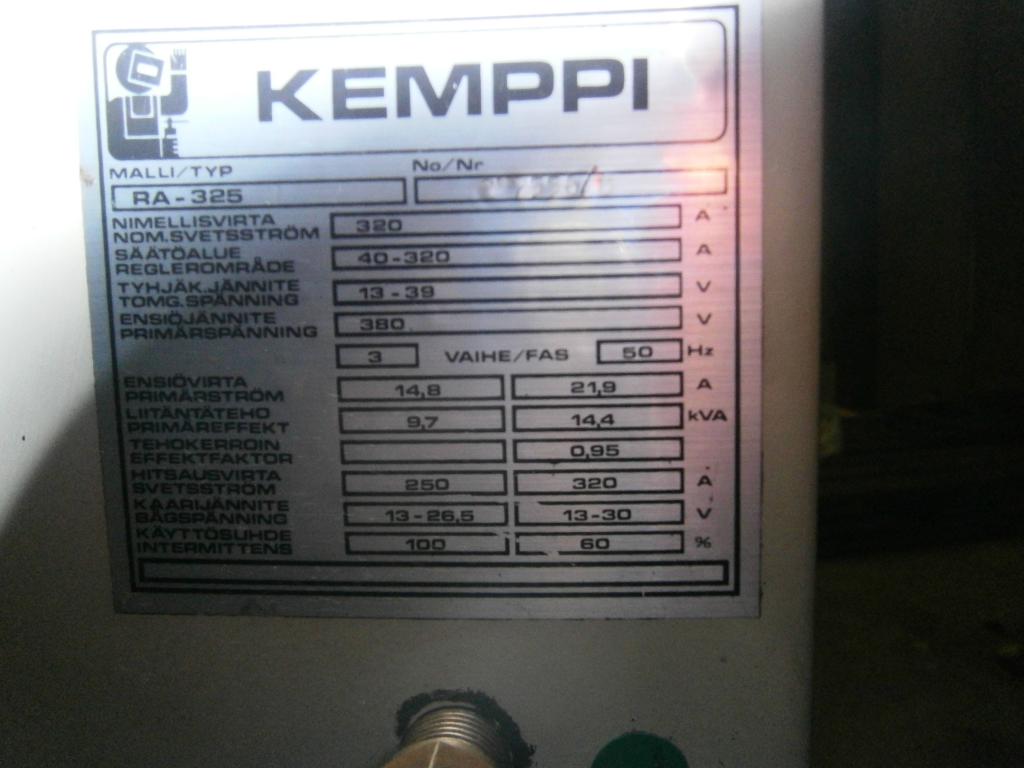 KEMPPI
MALLI/TYP No/Nr
RA-325
NIMELLISVIRTA
NOM.SVETSSTRÖM 320 A
SÄÄTÖALUE
REGLEROMRÅDE 40-320 A
TYHJÄK.JÄNNITE
TOMG.SPÄNNING 13-39 V
ENSIÖJÄNNITE
PRIMÄRSPÄNNING 380 V
3 VAIHE/FAS 50 Hz
ENSIÖVIRTA
PRIMÄRSTRÖM 14,8 21,9 A
LIITÄNTÄTEHO
PRIMÄREFFEKT 9,7 14,4 kVA
TEHOKERROIN
EFFEKTFAKTOR 0,95
HITSAUSVIRTA
SVETSSTRÖM 250 320 A
KAARIJÄNNITE
BÅGSPÄNNING 13-26,5 13-30 V
KÄYTTÖSUHDE
INTERMITTENS 100 60 %